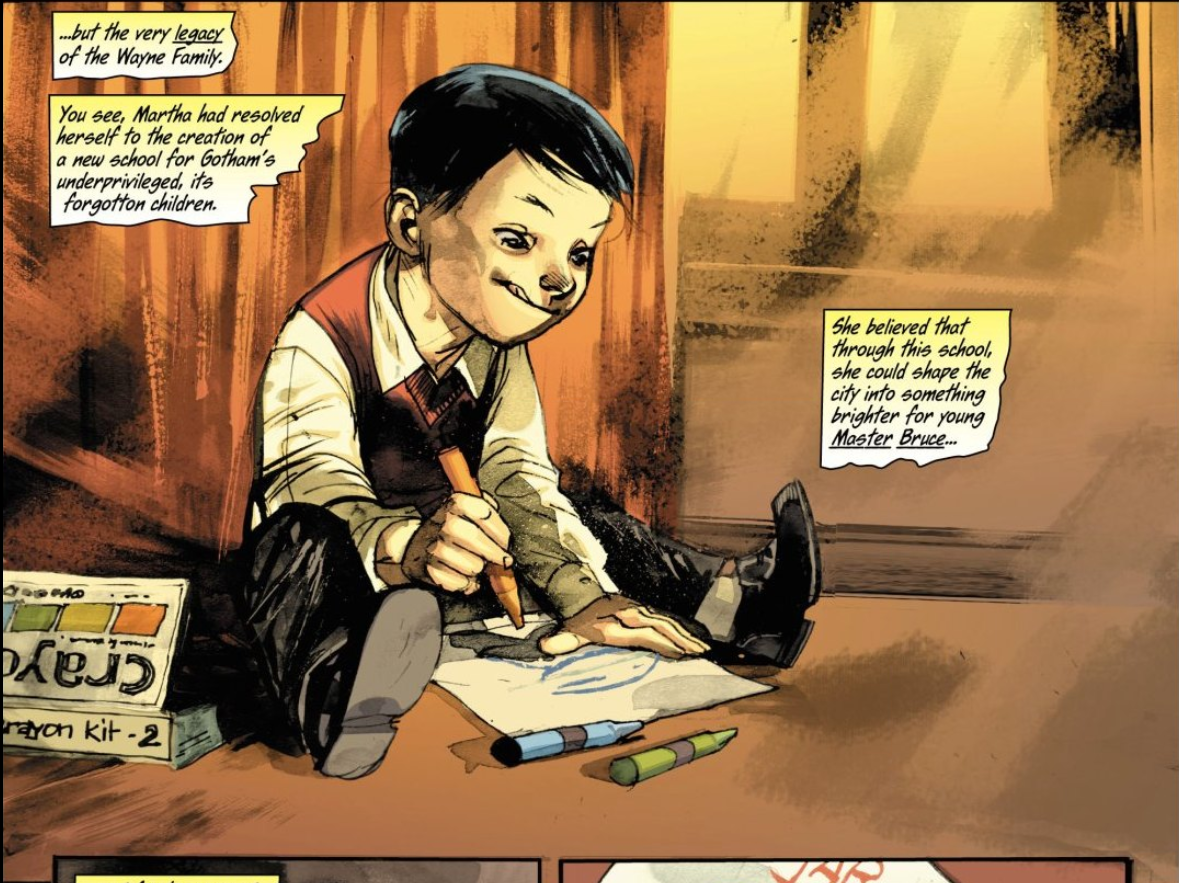 ...but the very legacy
of the Wayne Family.
You see, Martha had resolved
herself to the creation of
a new school for Gotham's
underprivileged, its
forgotton children.
She believed that
through this school,
she could shape the
city into something
brighter for young
Master Bruce...
crayo
rayon kit - 2